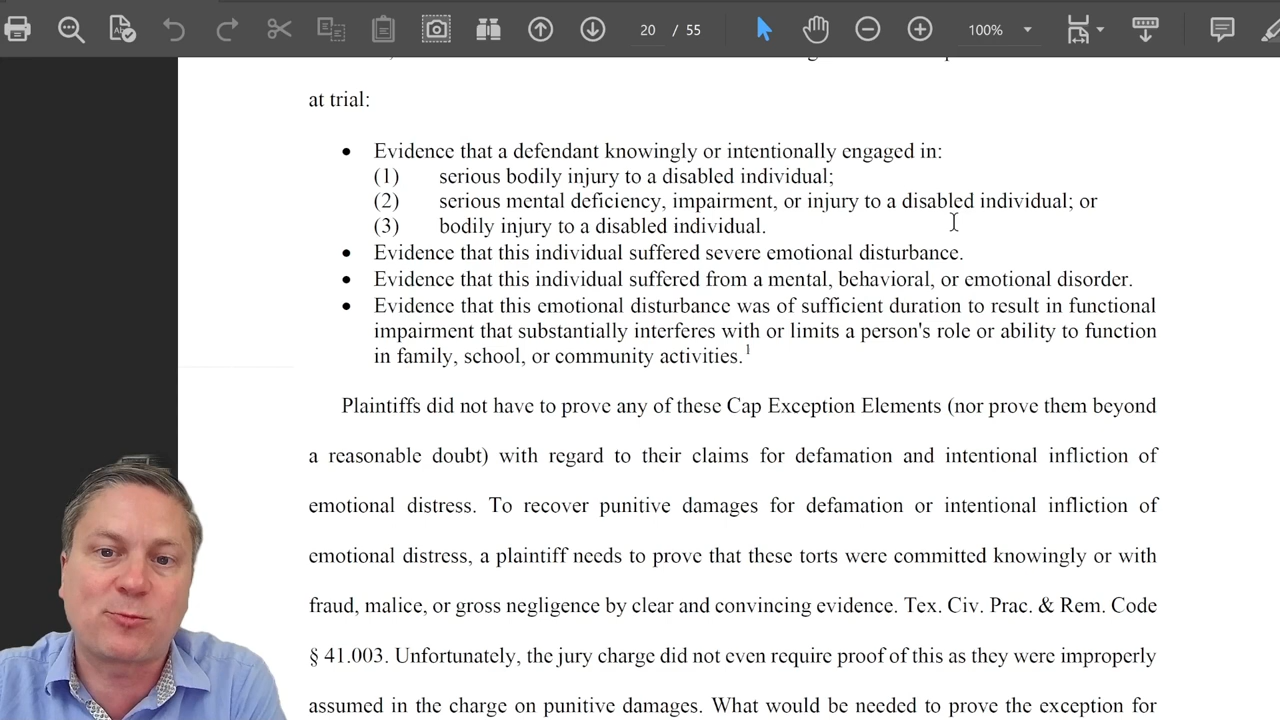 20 / 55
100%
at trial:
• Evidence that a defendant knowingly or intentionally engaged in:
(1) serious bodily injury to a disabled individual;
(2) serious mental deficiency, impairment, or injury to a disabled individual; or
(3) bodily injury to a disabled individual.
• Evidence that this individual suffered severe emotional disturbance.
• Evidence that this individual suffered from a mental, behavioral, or emotional disorder.
• Evidence that this emotional disturbance was of sufficient duration to result in functional
impairment that substantially interferes with or limits a person's role or ability to function
in family, school, or community activities.1
Plaintiffs did not have to prove any of these Cap Exception Elements (nor prove them beyond
a reasonable doubt) with regard to their claims for defamation and intentional infliction of
emotional distress. To recover punitive damages for defamation or intentional infliction of
emotional distress, a plaintiff needs to prove that these torts were committed knowingly or with
fraud, malice, or gross negligence by clear and convincing evidence. Tex. Civ. Prac. & Rem. Code
§ 41.003. Unfortunately, the jury charge did not even require proof of this as they were improperly
assumed in the charge on punitive damages. What would be needed to prove the exception for